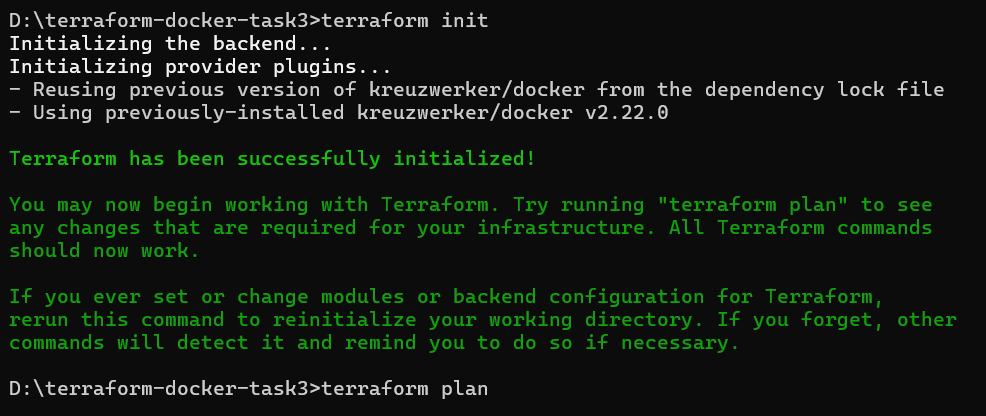 D:\terraform-docker-task3>terraform init
Initializing the backend...
Initializing provider plugins...
- Reusing previous version of kreuzwerker/docker from the dependency lock file
- Using previously-installed kreuzwerker/docker v2.22.0
Terraform has been successfully initialized!
You may now begin working with Terraform. Try running "terraform plan" to see
any changes that are required for your infrastructure. All Terraform commands
should now work.
If you ever set or change modules or backend configuration for Terraform,
rerun this command to reinitialize your working directory. If you forget, other
commands will detect it and remind you to do so if necessary.
D:\terraform-docker-task3>terraform plan